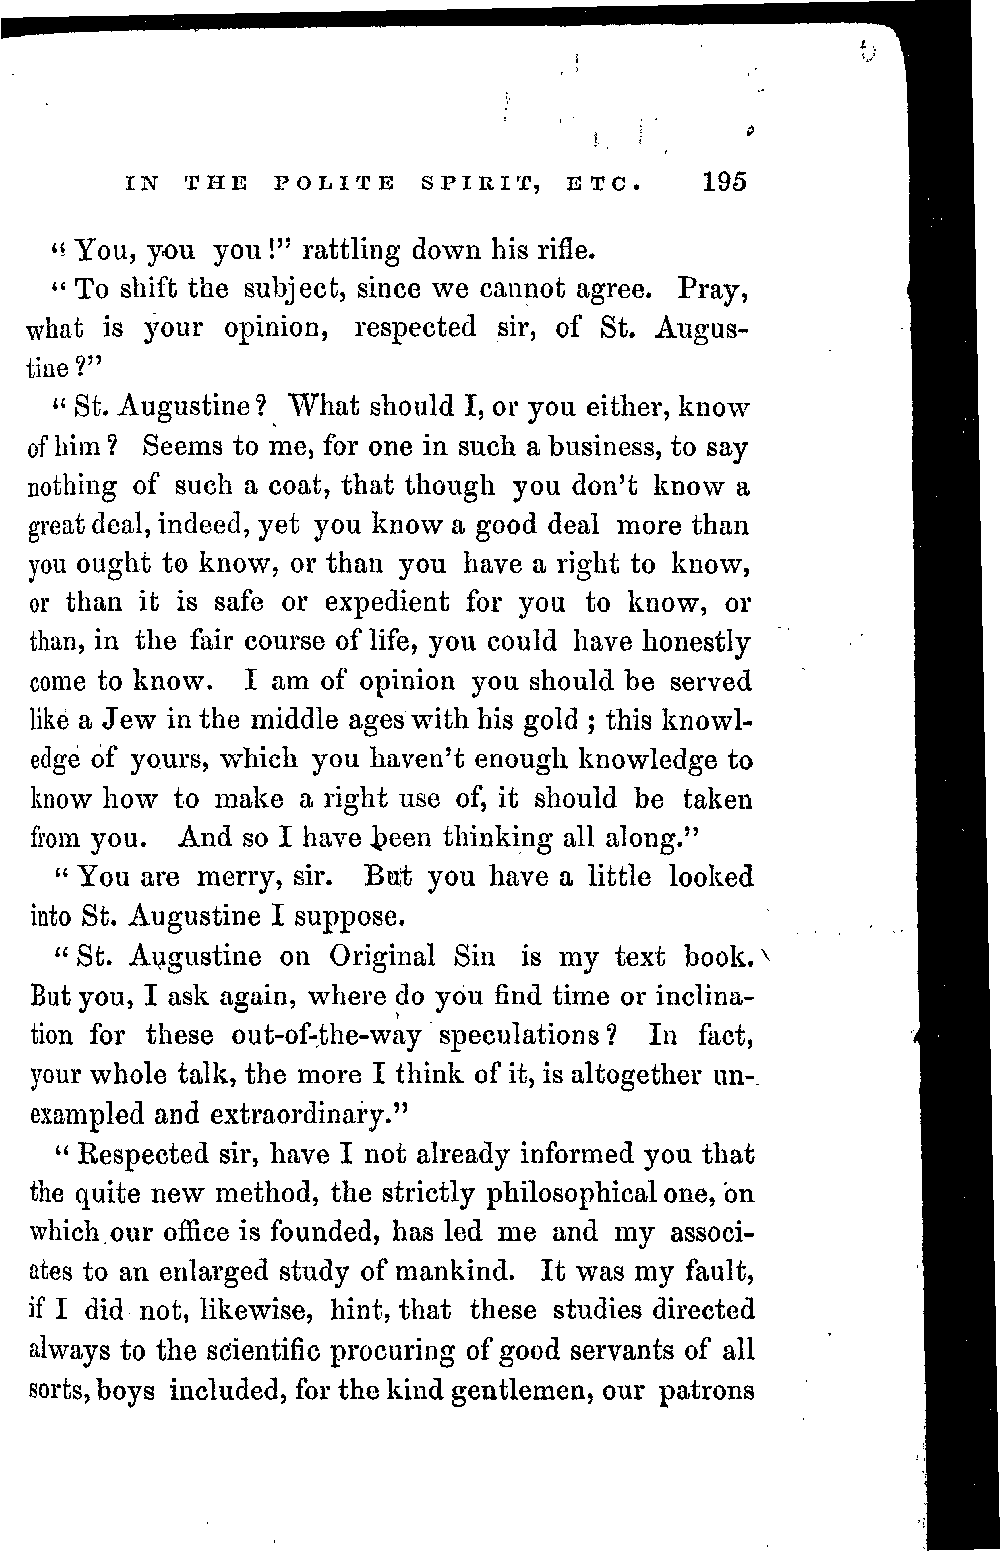 IN THE POLITE SPIRIT, ETC. 195
“ You, you you !” rattling down his rifle.
“ To shift the subject, since we cannot agree. Pray,
what is your opinion, respected sir, of St. Augus-
tine ?”
“ St. Augustine ? What should I, or you either, know
of him ? Seems to me, for one in such a business, to say
nothing of such a coat, that though you don’t know a
great deal, indeed, yet you know a good deal more than
you ought to know, or than you have a right to know,
or than it is safe or expedient for you to know, or
than, in the fair course of life, you could have honestly
come to know. I am of opinion you should be served
like a Jew in the middle ages with his gold ; this knowl-
edge of yours, which you haven’t enough knowledge to
know how to make a right use of, it should be taken
from you. And so I have been thinking all along.”
“ You are merry, sir. But you have a little looked
into St. Augustine I suppose.
“ St. Augustine on Original Sin is my text book.
But you, I ask again, where do you find time or inclina-
tion for these out-of-the-way speculations ? In fact,
your whole talk, the more I think of it, is altogether un-
exampled and extraordinary.”
“ Respected sir, have I not already informed you that
the quite new method, the strictly philosophical one, on
which our office is founded, has led me and my associ-
ates to an enlarged study of mankind. It was my fault,
if I did not, likewise, hint, that these studies directed
always to the scientific procuring of good servants of all
sorts, boys included, for the kind gentlemen, our patrons